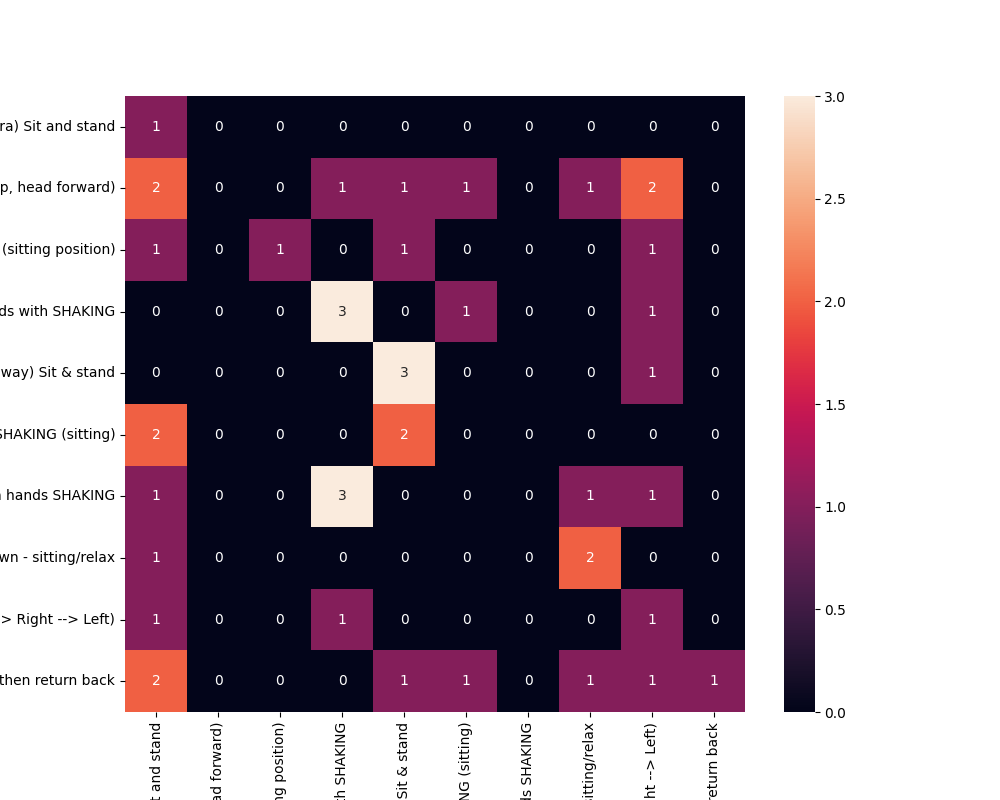 ra) Sit and stand 1 0 0 0 0 0 0 0 0 0
p, head forward) 2 0 0 1 1 1 0 1 2 0
(sitting position) 1 0 1 0 1 0 0 0 1 0
ds with SHAKING 0 0 0 3 0 1 0 0 1 0
way) Sit & stand 0 0 0 0 3 0 0 0 1 0
SHAKING (sitting) 2 0 0 0 2 0 0 0 0 0
hands SHAKING 1 0 0 3 0 0 0 1 1 0
wn - sitting/relax 1 0 0 0 0 0 0 2 0 0
> Right --> Left) 1 0 0 1 0 0 0 0 1 0
then return back 2 0 0 0 1 1 0 1 1 1
t and stand
ad forward)
ng position)
h SHAKING
Sit & stand
NG (sitting)
ds SHAKING
sitting/relax
ht --> Left)
return back
3.0
2.5
2.0
1.5
1.0
0.5
0.0